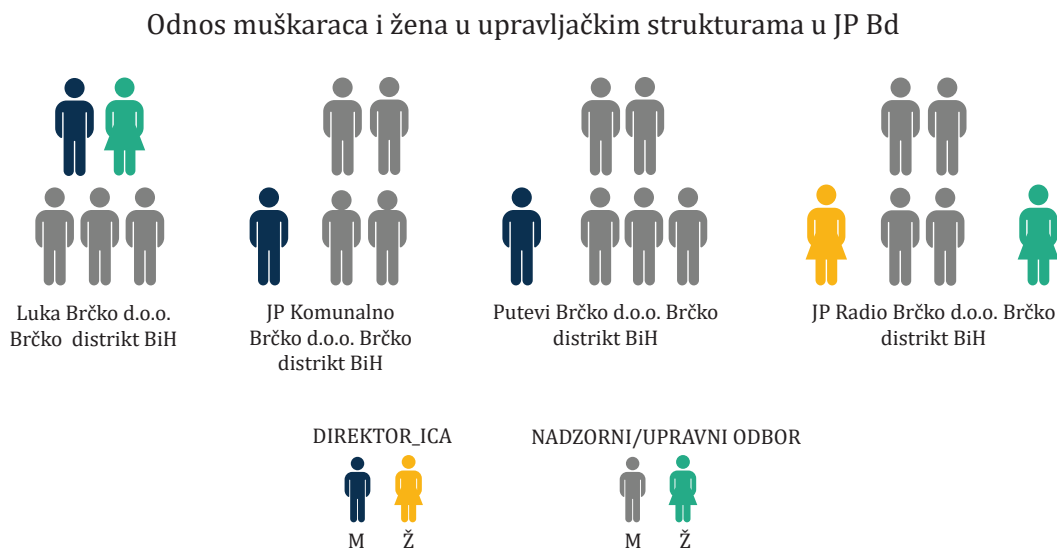 Odnos muškaraca i žena u upravljačkim strukturama u JP Bd
Luka Brčko d.o.o.
Brčko distrikt BiH
JP Komunalno
Brčko d.o.o. Brčko
distrikt BiH
Putevi Brčko d.o.o. Brčko
distrikt BiH
JP Radio Brčko d.o.o. Brčko
distrikt BiH
DIREKTOR_ICA
M Ž
NADZORNI/UPRAVNI ODBOR
M Ž